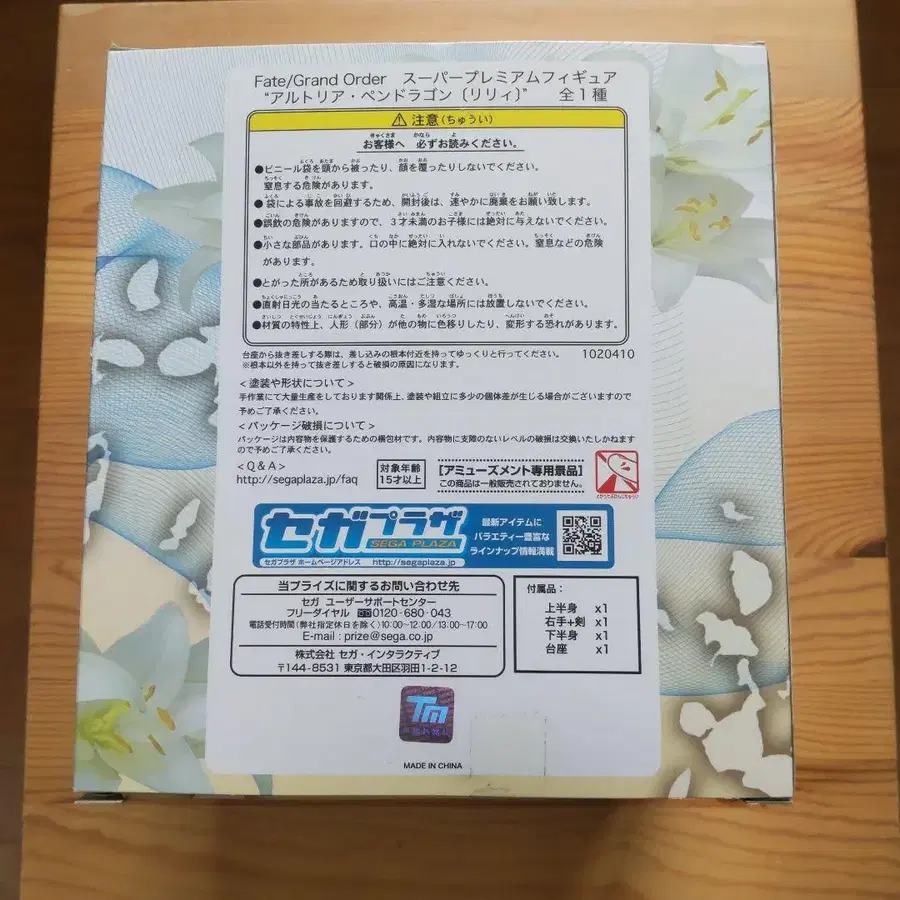 Fate/Grand Order スーパープレミアムフィギュア
“アルトリア・ペンドラゴン〔リリィ〕” 全1種
注意(ちゅうい)
お客様へ 必ずお読みください。
●ビニール袋を頭から被ったり、顔を覆ったりしないでください。
窒息する危険があります。
●袋による事故を回避するため、開封後は、速やかに廃棄をお願い致します。
●誤飲の危険がありますので、3才未満のお子様には絶対に与えないでください。
●小さな部品があります。口の中に絶対に入れないでください。窒息などの危険
があります。
●とがった所があるため取り扱いにはご注意ください。
●直射日光の当たるところや、高温・多湿な場所には放置しないでください。
●材質の特性上、人形(部分)が他の物に色移りしたり、変形する恐れがあります。
台座から抜き差しする際は、差し込みの根本付近を持ってゆっくりと行ってください。 1020410
※根本以外を持って抜き差しすると破損の原因になります。
<塗装や形状について>
手作業にて大量生産をしております関係上、塗装や組立に多少の個体差が生じる場合がございますので
予めご了承ください。
<パッケージ破損について>
パッケージは内容物を保護するための梱包材です。内容物に支障のないレベルの破損は交換いたしかねます
ので予めご了承ください。
<Q&A>
http://segaplaza.jp/faq
対象年齢
15才以上
【アミューズメント専用景品】
この商品は一般販売されておりません。
セガプラザ
SEGA PLAZA
セガプラザ ホームページアドレス http://segaplaza.jp
最新アイテムに
バラエティー豊富な
ラインナップ情報満載
当プライズに関するお問い合わせ先
セガ ユーザーサポートセンター
フリーダイヤル 0120-680-043
電話受付時間(弊社指定休日を除く)10:00~12:00/13:00~17:00
E-mail : prize@sega.co.jp
株式会社 セガ・インタラクティブ
〒144-8531 東京都大田区羽田1-2-12
付属品:
上半身 x1
右手+剣 x1
下半身 x1
台座 x1
TM
MADE IN CHINA